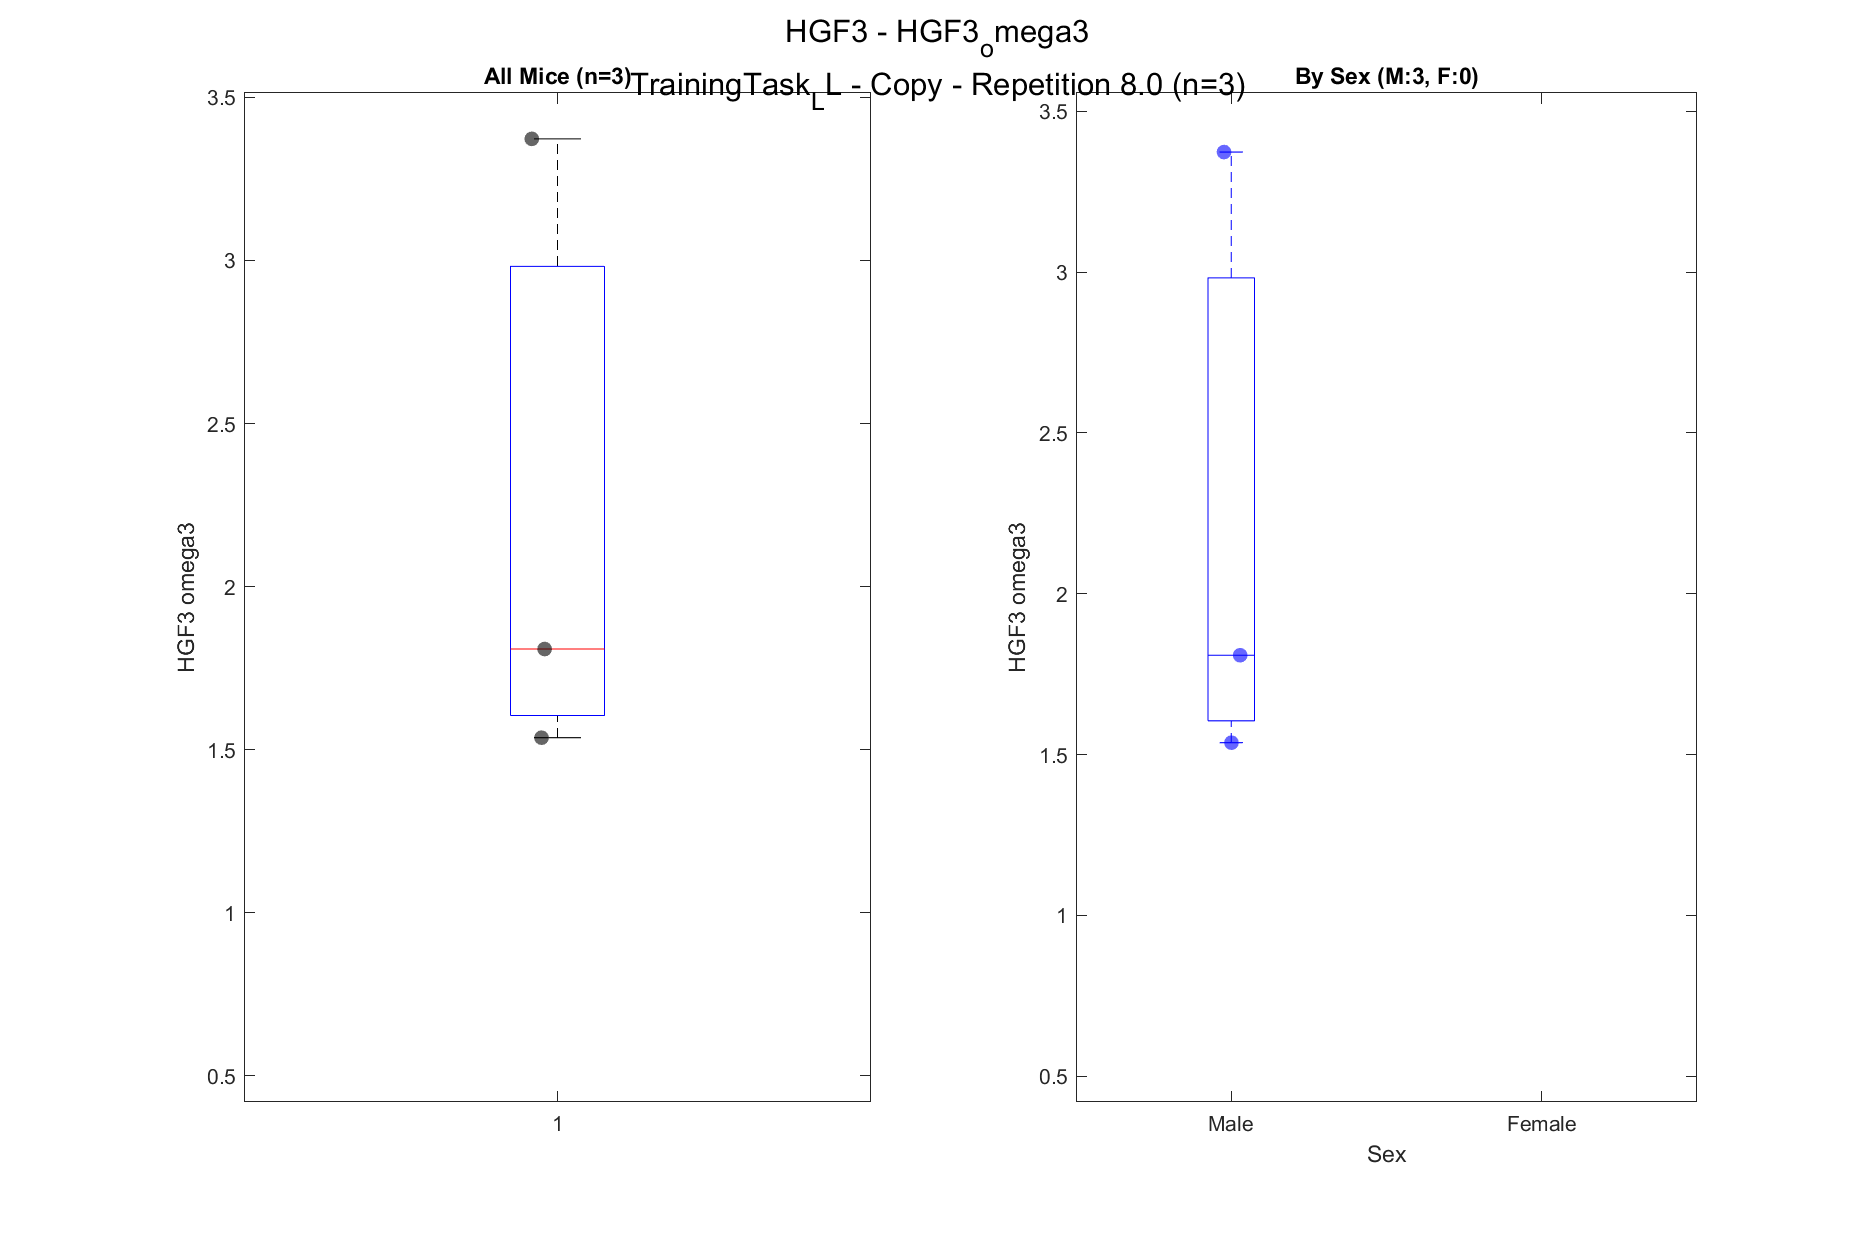 HGF3 - HGF3_omega3
TrainingTask_LL - Copy - Repetition 8.0 (n=3)
All Mice (n=3)
3.5
3
2.5
2
1.5
1
0.5
HGF3 omega3
1
By Sex (M:3, F:0)
3.5
3
2.5
2
1.5
1
0.5
HGF3 omega3
Male Female
Sex